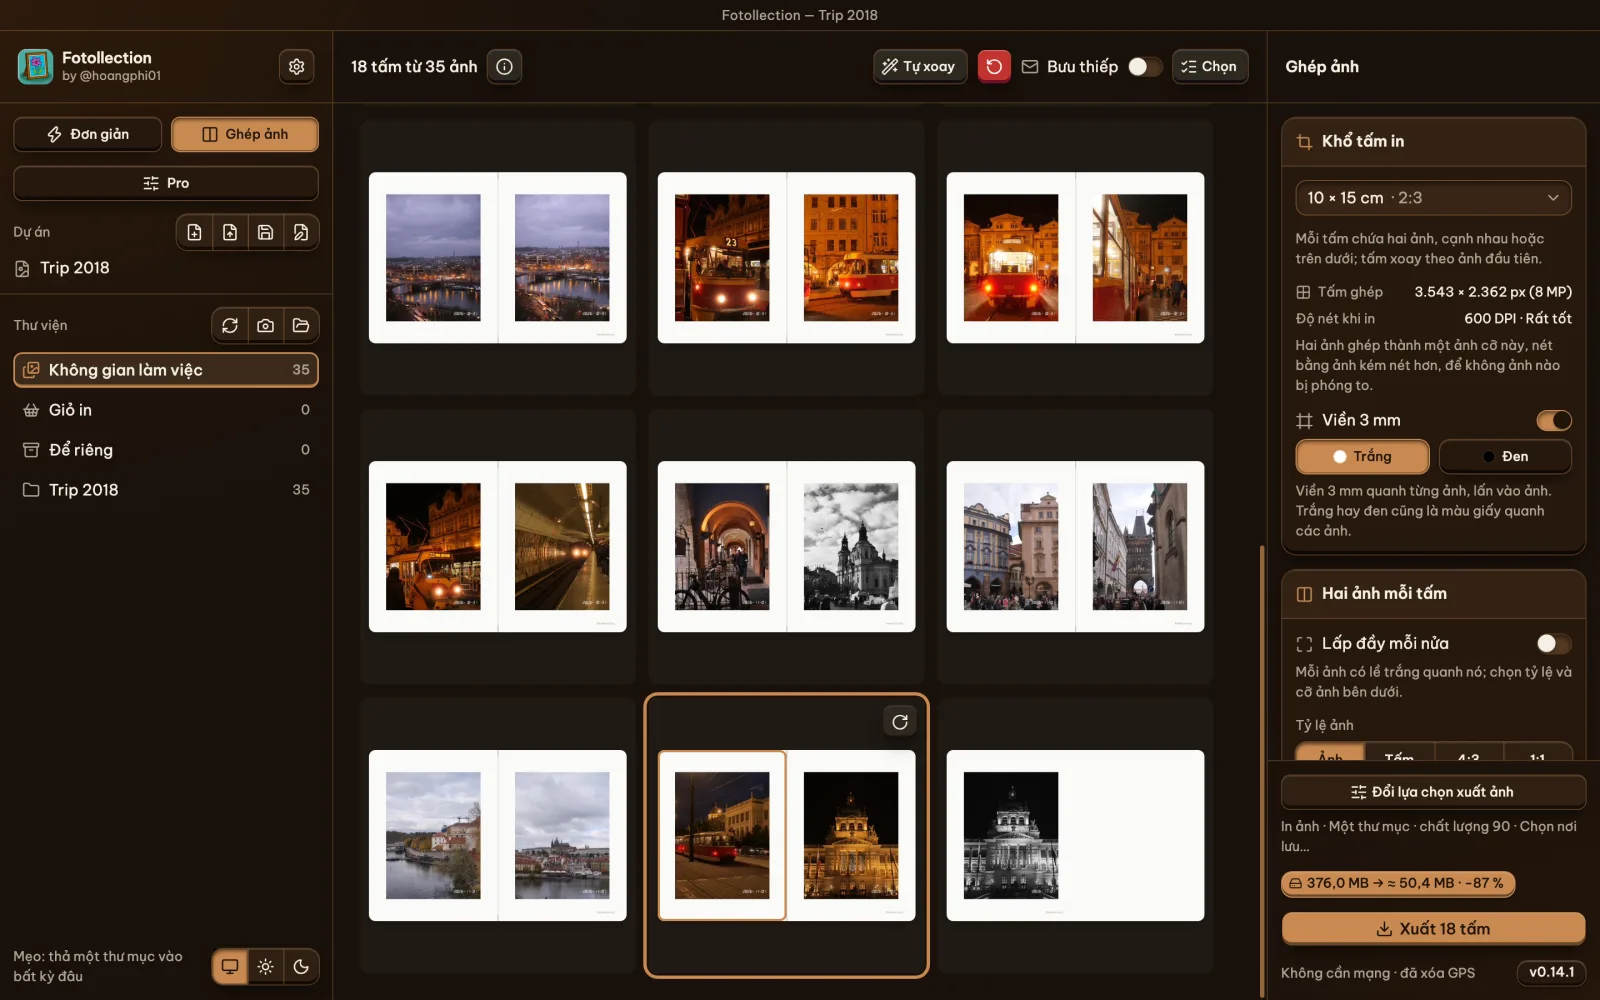 Fotollection — Trip 2018
Fotollection
by @hoangphi01
18 tấm từ 35 ảnh
Tự xoay
Bưu thiếp
Chọn
Ghép ảnh
Đơn giản
Ghép ảnh
Pro
Dự án
Trip 2018
Thư viện
Không gian làm việc 35
Giỏ in 0
Để riêng 0
Trip 2018 35
Mẹo: thả một thư mục vào
bất kỳ đâu
23
Khổ tấm in
10 × 15 cm · 2:3
Mỗi tấm chứa hai ảnh, cạnh nhau hoặc
trên dưới; tấm xoay theo ảnh đầu tiên.
Tấm ghép 3.543 × 2.362 px (8 MP)
Độ nét khi in 600 DPI · Rất tốt
Hai ảnh ghép thành một ảnh cỡ này, nét
bằng ảnh kém nét hơn, để không ảnh nào
bị phóng to.
Viền 3 mm
Trắng
Đen
Viền 3 mm quanh từng ảnh, lấn vào ảnh.
Trắng hay đen cũng là màu giấy quanh
các ảnh.
Hai ảnh mỗi tấm
Lấp đầy mỗi nửa
Mỗi ảnh có lề trắng quanh nó; chọn tỷ lệ và
cỡ ảnh bên dưới.
Tỷ lệ ảnh
Ảnh Tấm 4:3 1:1
Đổi lựa chọn xuất ảnh
In ảnh · Một thư mục · chất lượng 90 · Chọn nơi
lưu...
376,0 MB → ≈ 50,4 MB · −87 %
Xuất 18 tấm
Không cần mạng · đã xóa GPS
v0.14.1